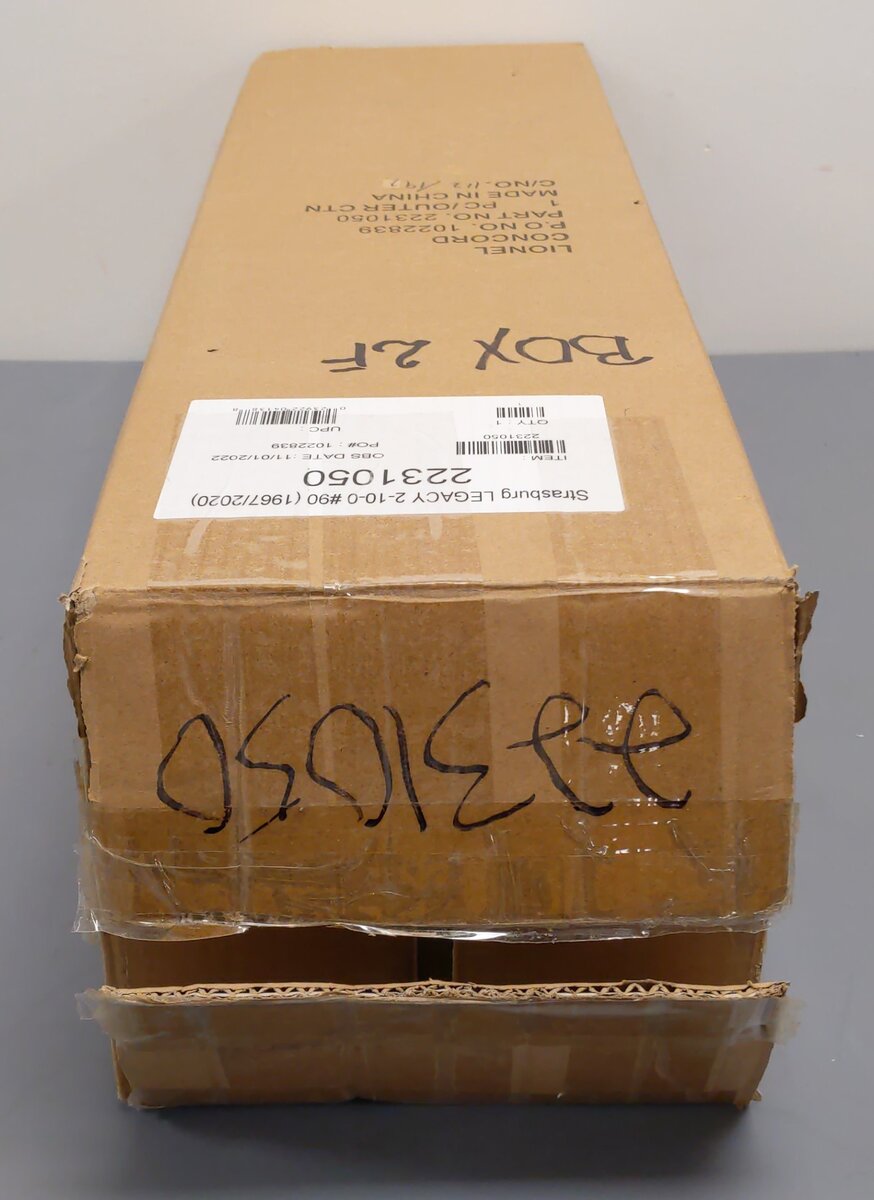 LIONEL
CONCORD
P.O NO. 1022839
PART NO. 2231050
1 PC/OUTER CTN
MADE IN CHINA
C/NO.
BOX 2F
Strasburg LEGACY 2-10-0 #90 (1967/2020)
2231050
ITEM : OBS DATE :11/01/2022
2231050 PO# : 1022839
QTY : 1 UPC :
1
2231050